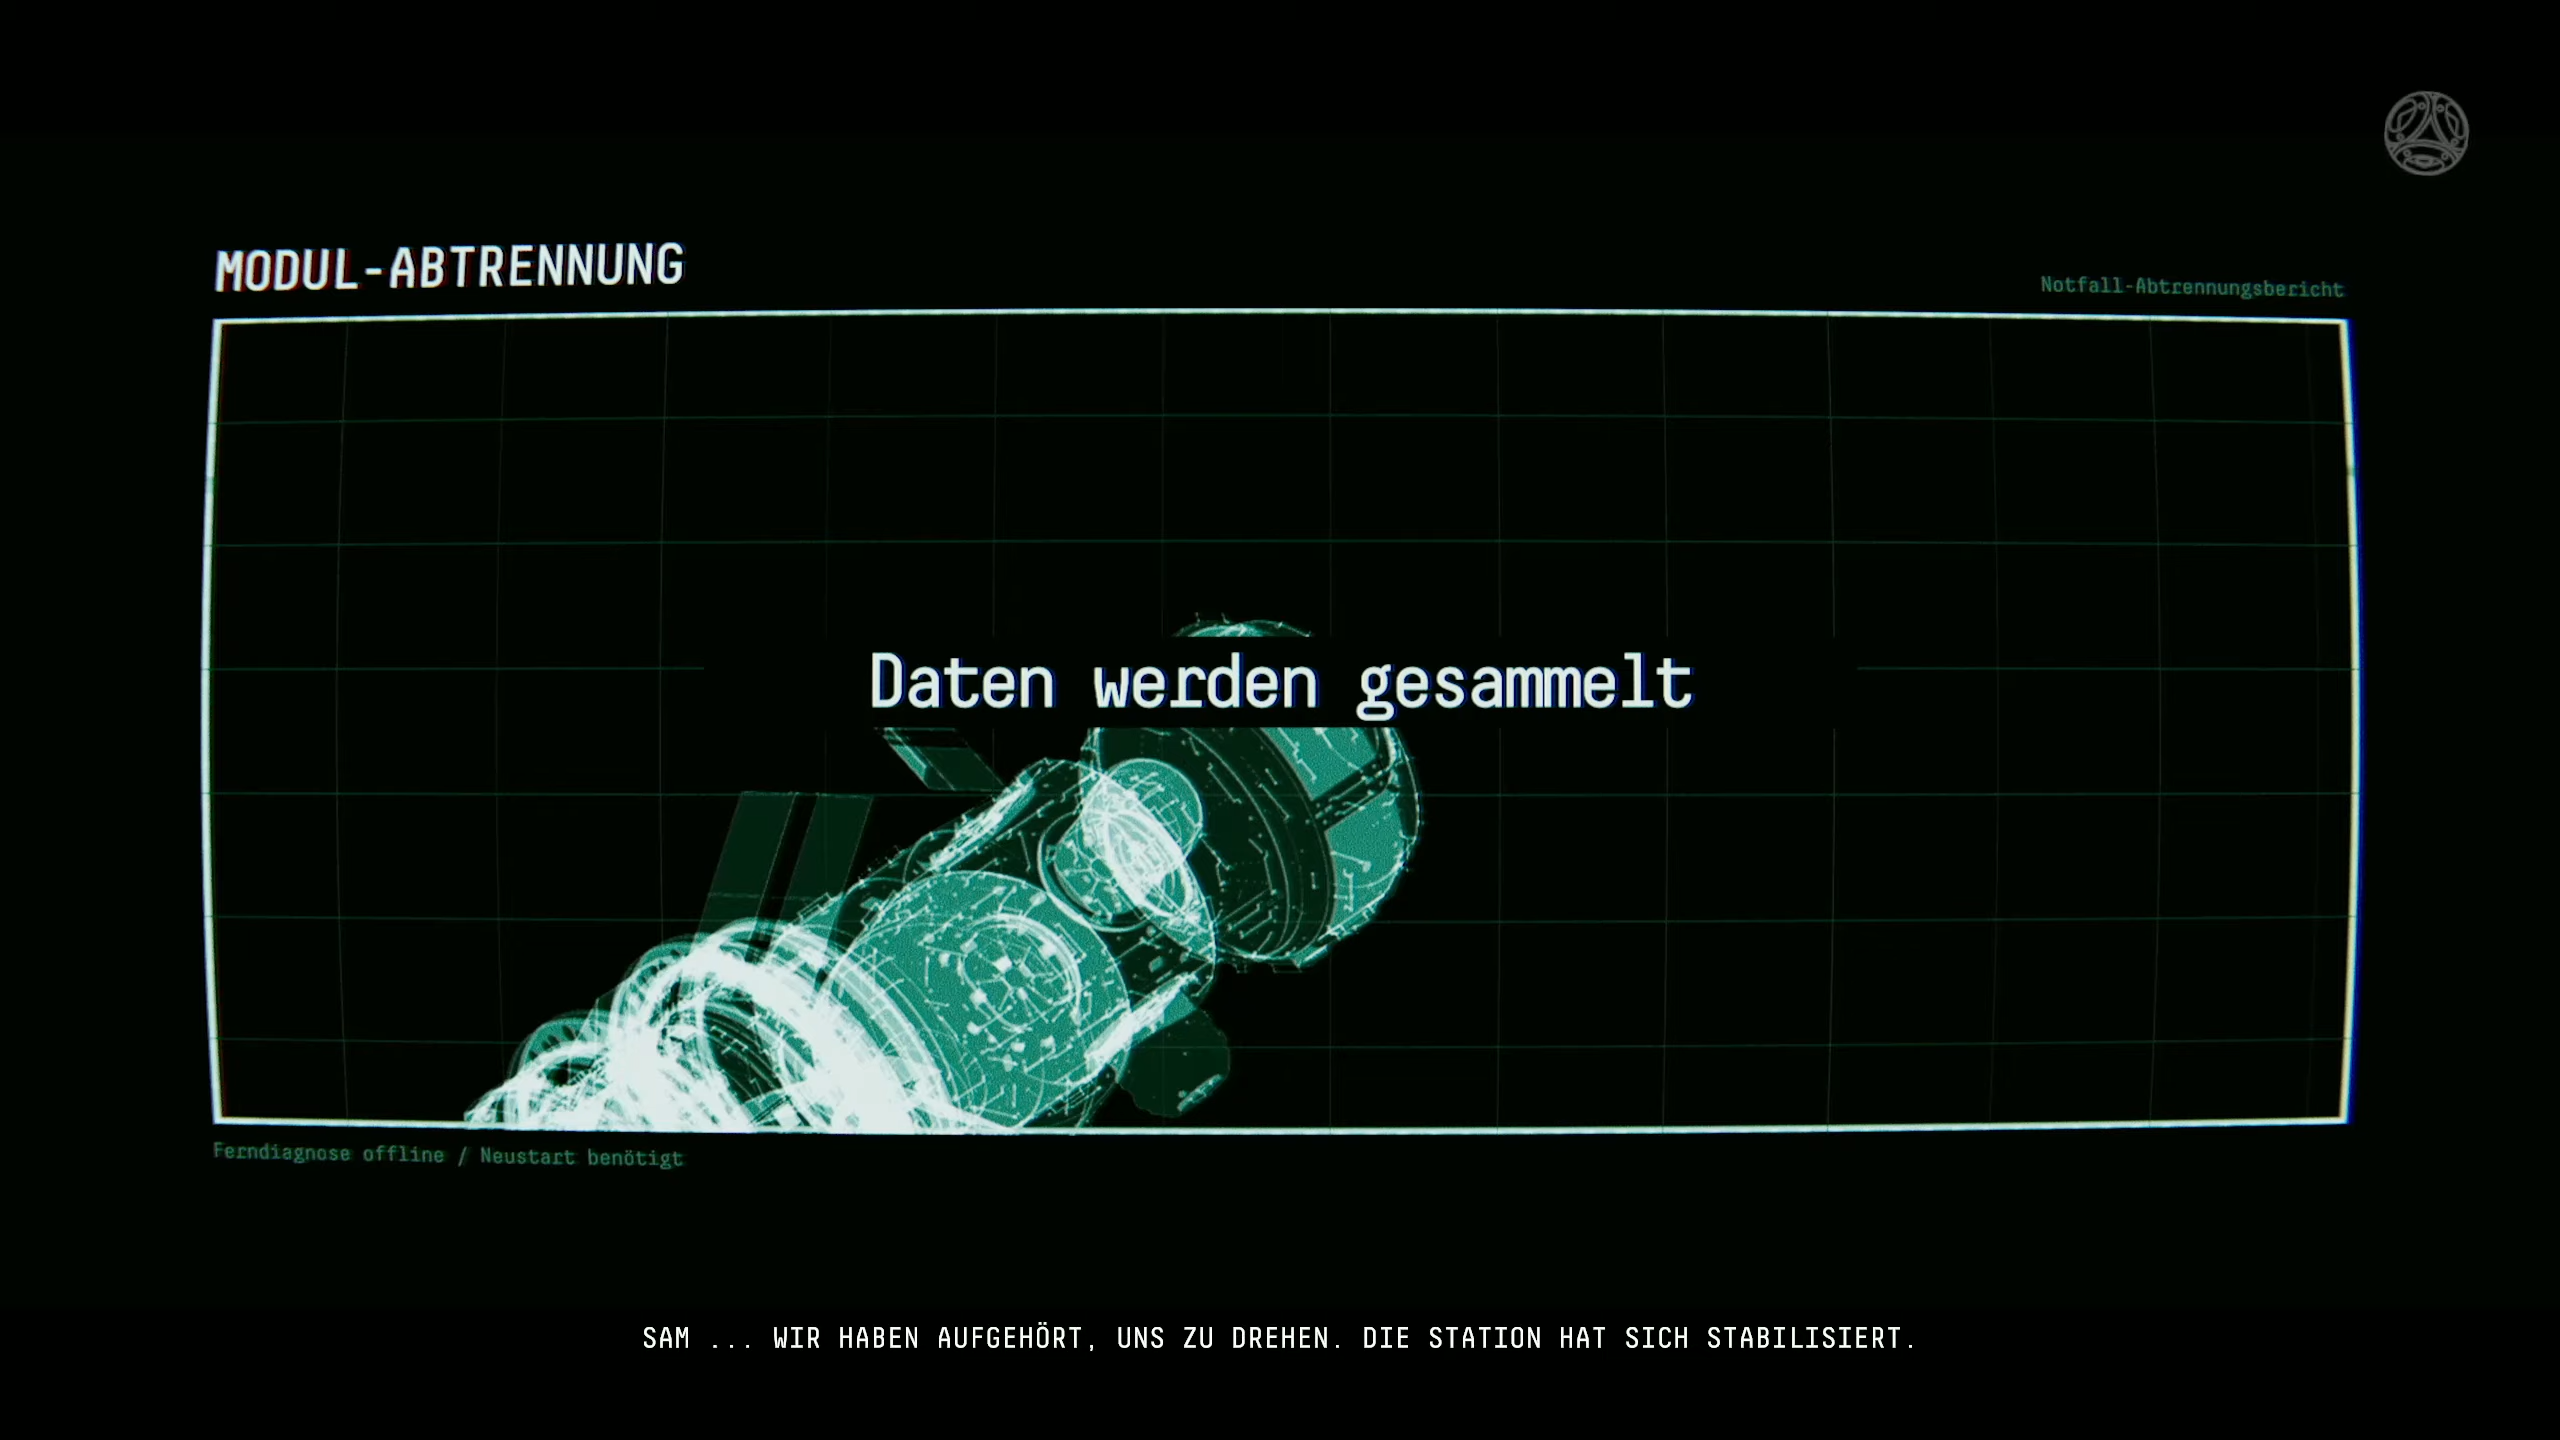 MODUL-ABTRENNUNG
Notfall-Abtrennungsbericht
Daten werden gesammelt
Ferndiagnose offline / Neustart benötigt
SAM ... WIR HABEN AUFGEHÖRT, UNS ZU DREHEN. DIE STATION HAT SICH STABILISIERT.